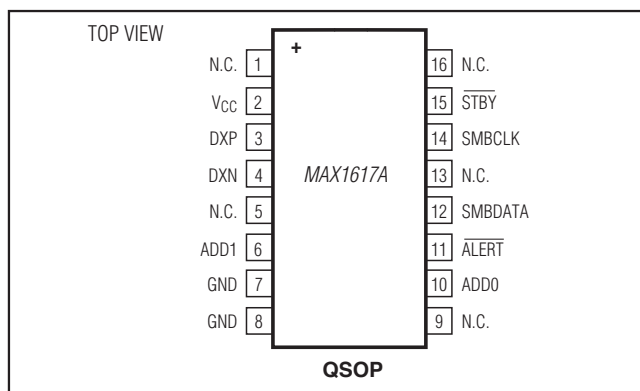 TOP VIEW
+
N.C. 1 16 N.C.
VCC 2 15 STBY
DXP 3 14 SMBCLK
DXN 4 MAX1617A 13 N.C.
N.C. 5 12 SMBDATA
ADD1 6 11 ALERT
GND 7 10 ADD0
GND 8 9 N.C.
QSOP